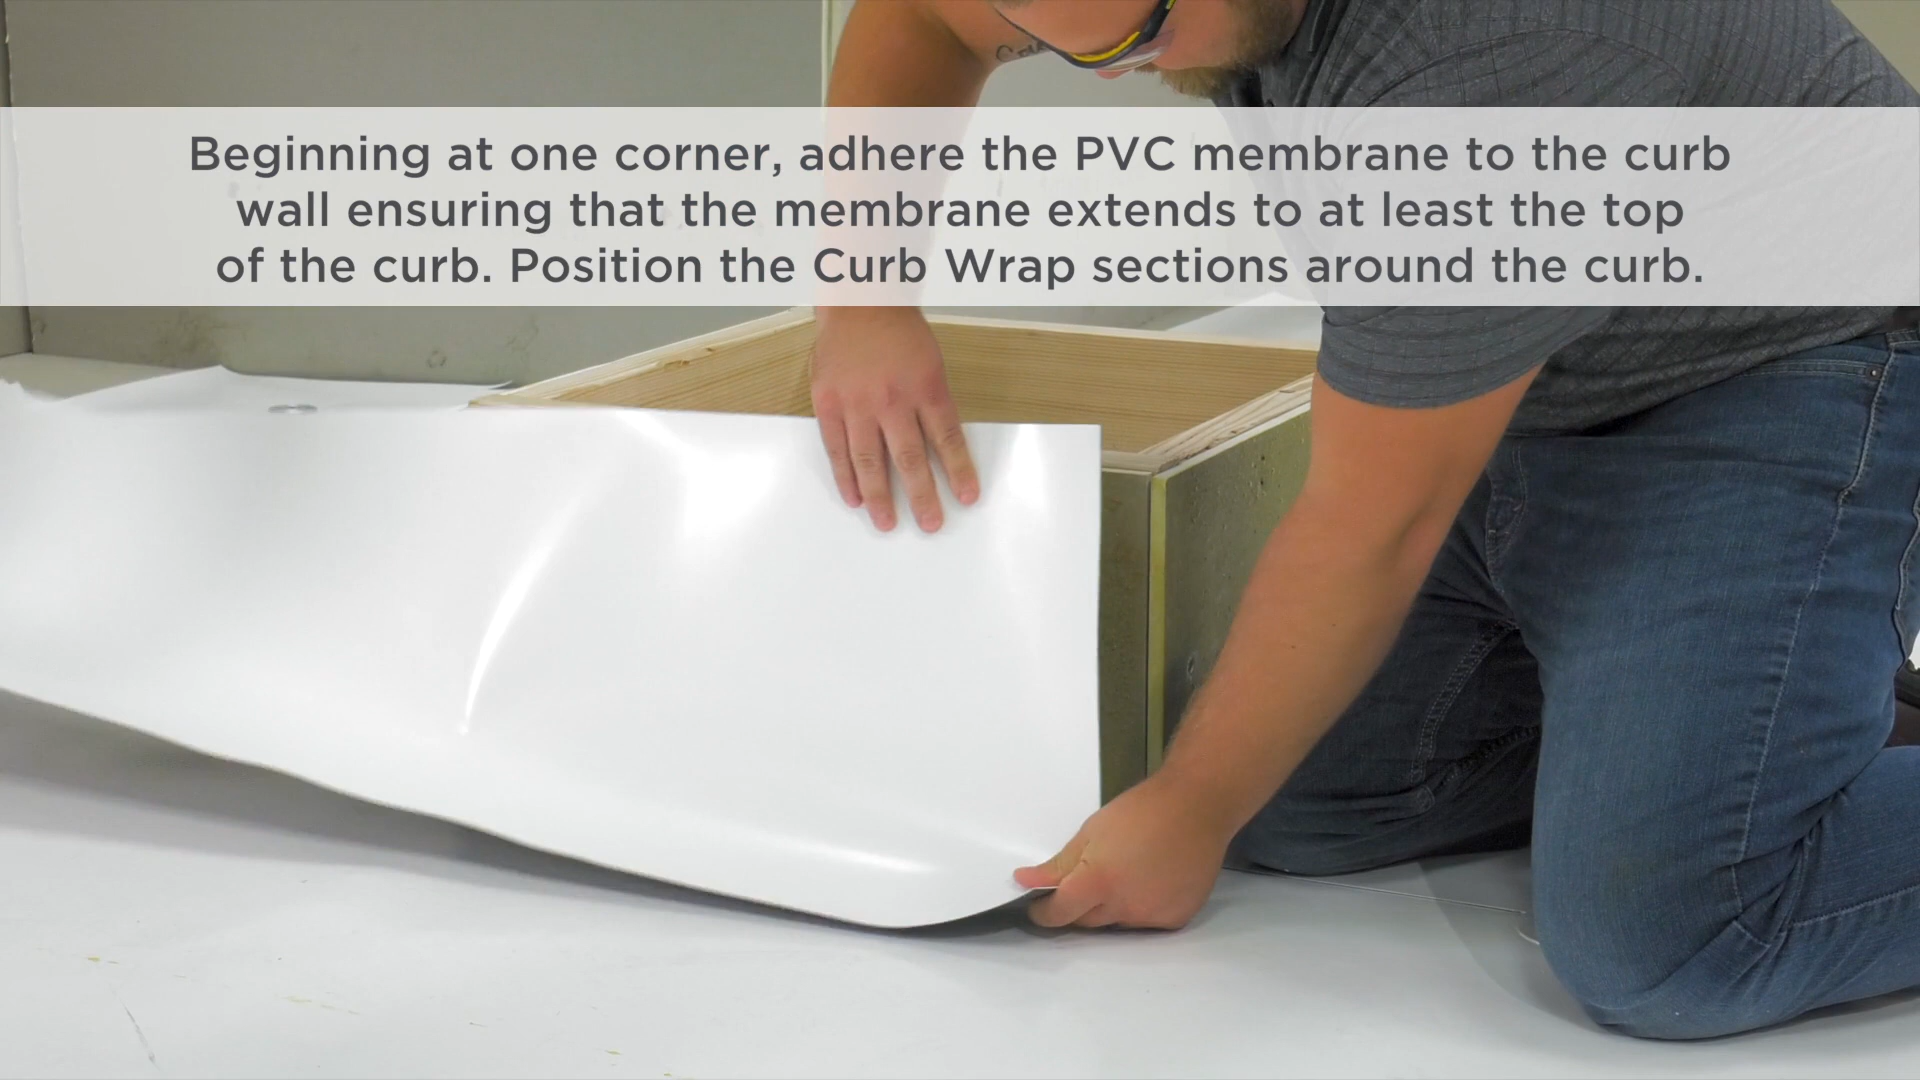 Beginning at one corner, adhere the PVC membrane to the curb
wall ensuring that the membrane extends to at least the top
of the curb. Position the Curb Wrap sections around the curb.